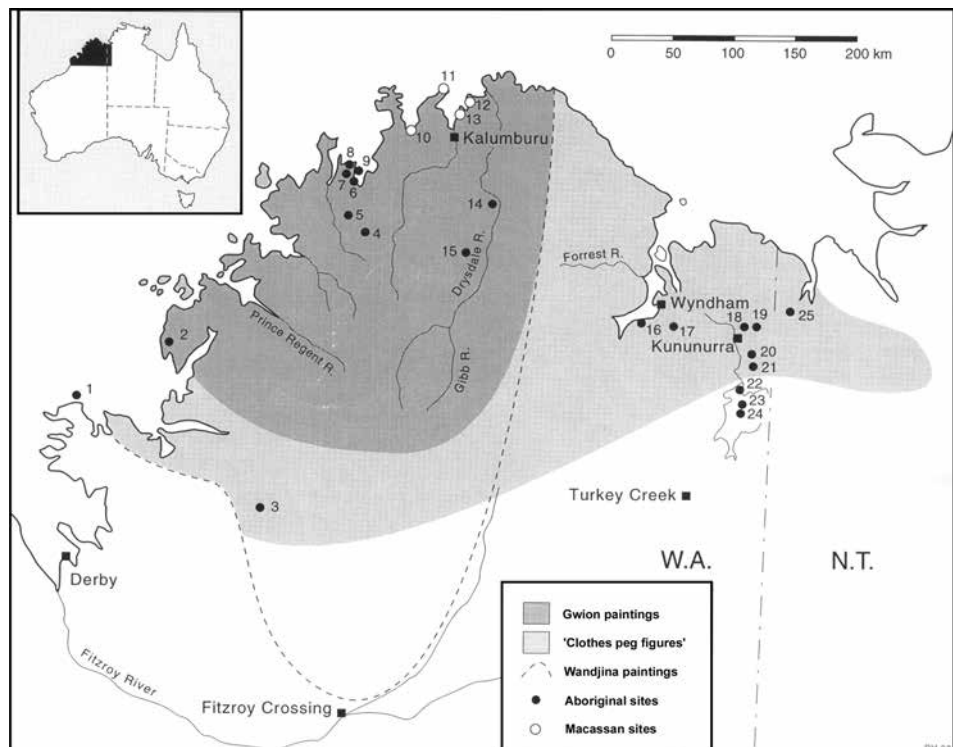 0 50 100 150 200 km
11
12
13
10
Kalumburu
8
9
7
6
5
4
14
15
Drysdale R.
Forrest R.
Prince Regent R.
Gibb R.
2
1
3
Wyndham
16
17
18
19
25
Kununurra
20
21
22
23
24
Turkey Creek
W.A.
N.T.
Derby
Fitzroy River
Fitzroy Crossing
Gwion paintings
'Clothes peg figures'
Wandjina paintings
Aboriginal sites
Macassan sites